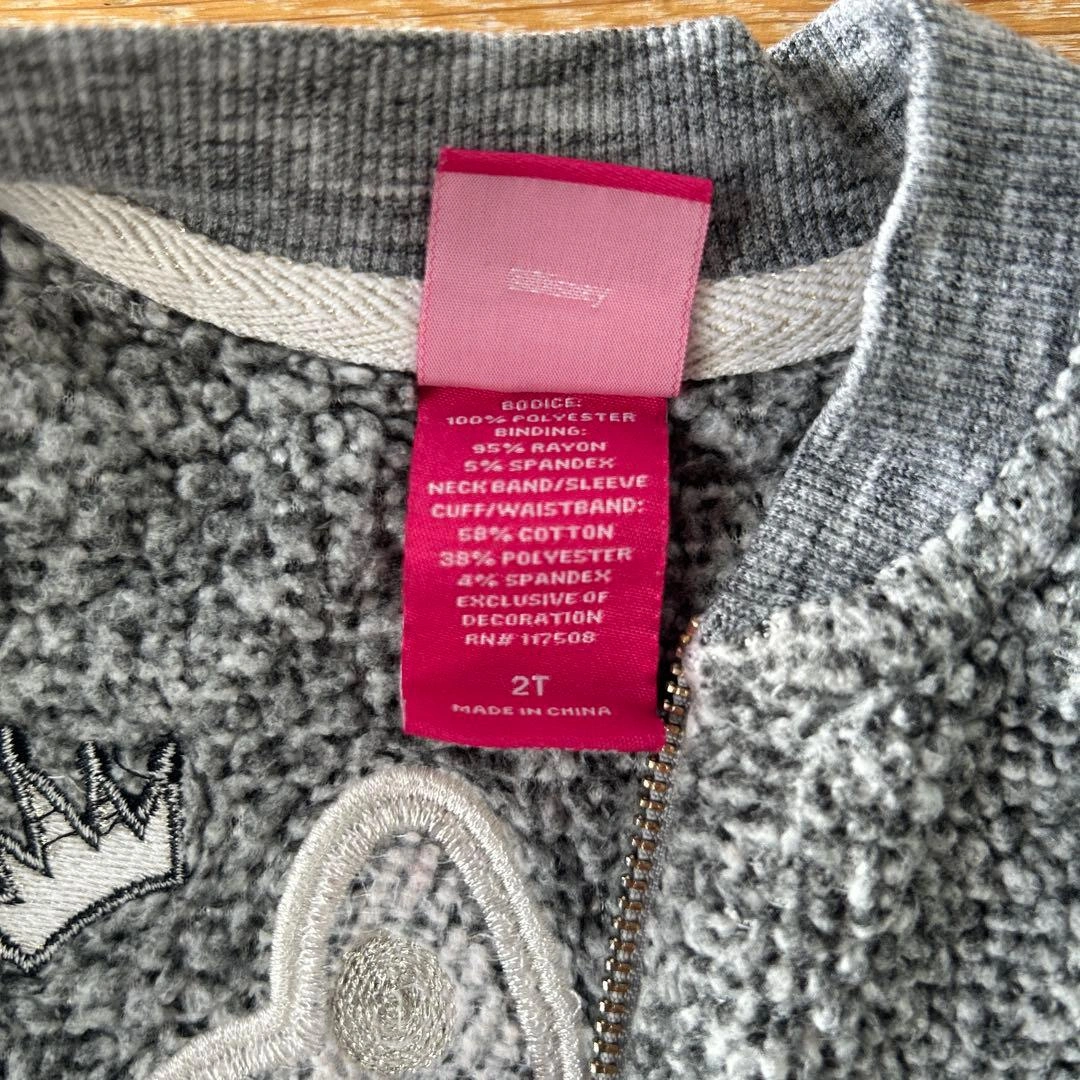 BODICE:
100% POLYESTER
BINDING:
95% RAYON
5% SPANDEX
NECK BAND/SLEEVE
CUFF/WAISTBAND:
58% COTTON
38% POLYESTER
4% SPANDEX
EXCLUSIVE OF
DECORATION
RN# 117508
2T
MADE IN CHINA